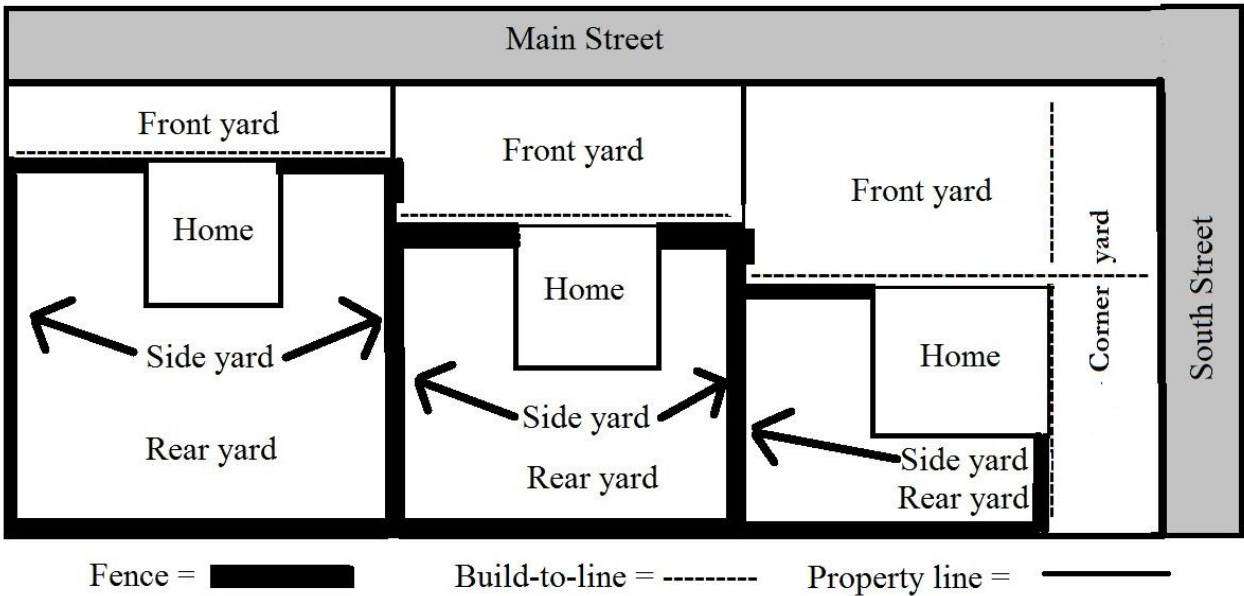 Main Street
Front yard
Front yard
Front yard
Home
Home
Home
Side yard
Side yard
Side yard
Rear yard
Rear yard
Rear yard
Corner yard
South Street
Fence =
Build-to-line =
Property line =